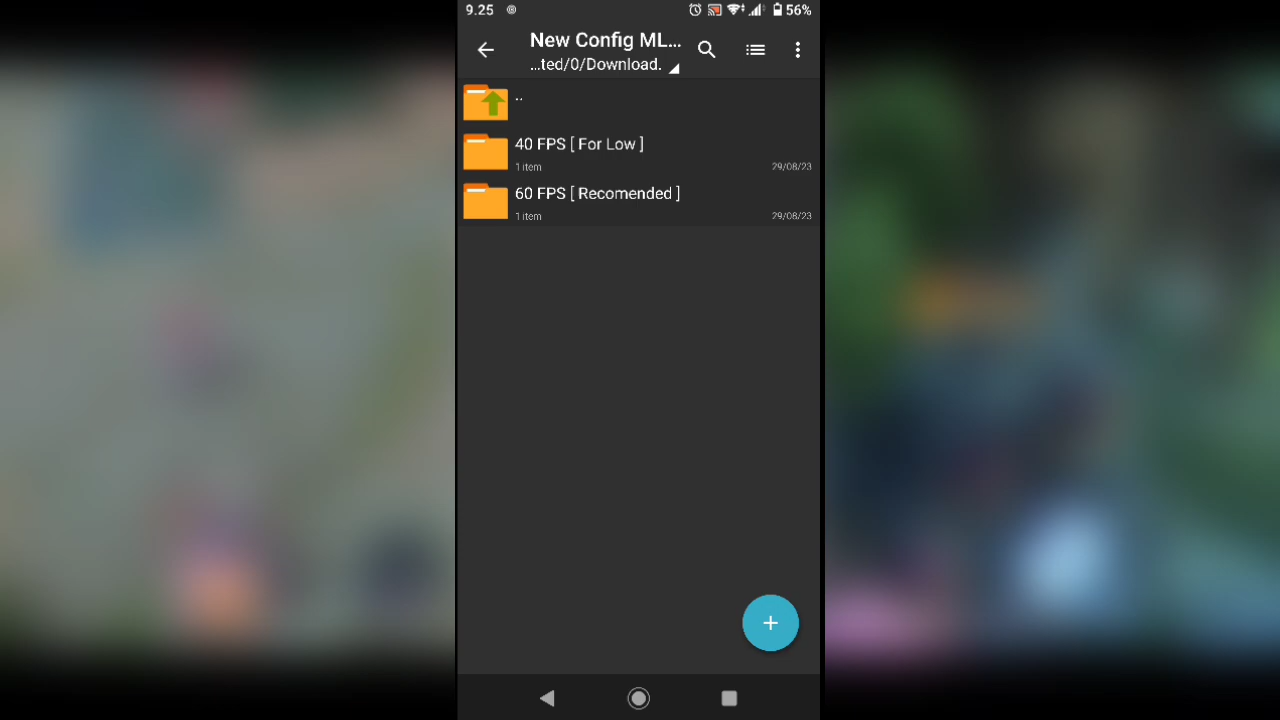 9.25
56%
New Config ML...
...ted/0/Download.
..
40 FPS [ For Low ]
1 item
29/08/23
60 FPS [ Recomended ]
1 item
29/08/23